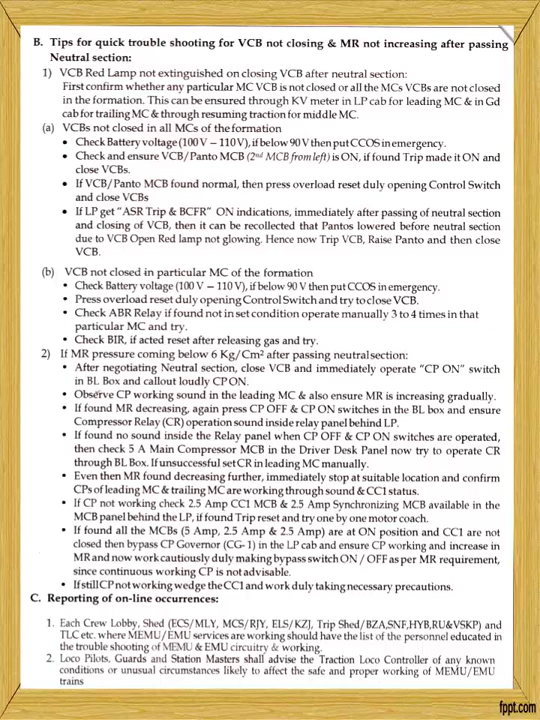 B. Tips for quick trouble shooting for VCB not closing & MR not increasing after passing
Neutral section:
1) VCB Red Lamp not extinguished on closing VCB after neutral section:
First confirm whether any particular MC VCB is not closed or all the MCs VCBs are not closed
in the formation. This can be ensured through KV meter in LP cab for leading MC & in Gd
cab for trailing MC & through resuming traction for middle MC.
(a) VCBs not closed in all MCs of the formation
• Check Battery voltage (100 V – 110 V), if below 90 V then put CCOS in emergency.
• Check and ensure VCB/Panto MCB (2nd MCB from left) is ON, if found Trip made it ON and
close VCBs.
• If VCB/Panto MCB found normal, then press overload reset duly opening Control Switch
and close VCBs
• If LP get "ASR Trip & BCFR" ON indications, immediately after passing of neutral section
and closing of VCB, then it can be recollected that Pantos lowered before neutral section
due to VCB Open Red lamp not glowing. Hence now Trip VCB, Raise Panto and then close
VCB.
(b) VCB not closed in particular MC of the formation
• Check Battery voltage (100 V – 110 V), if below 90 V then put CCOS in emergency.
• Press overload reset duly opening Control Switch and try to close VCB.
• Check ABR Relay if found not in set condition operate manually 3 to 4 times in that
particular MC and try.
• Check BIR, if acted reset after releasing gas and try.
2) If MR pressure coming below 6 Kg/Cm² after passing neutral section:
• After negotiating Neutral section, close VCB and immediately operate "CP ON" switch
in BL Box and callout loudly CP ON.
• Observe CP working sound in the leading MC & also ensure MR is increasing gradually.
• If found MR decreasing, again press CP OFF & CP ON switches in the BL box and ensure
Compressor Relay (CR) operation sound inside relay panel behind LP.
• If found no sound inside the Relay panel when CP OFF & CP ON switches are operated,
then check 5 A Main Compressor MCB in the Driver Desk Panel now try to operate CR
through BL Box. If unsuccessful set CR in leading MC manually.
• Even then MR found decreasing further, immediately stop at suitable location and confirm
CPs of leading MC & trailing MC are working through sound & CC1 status.
• If CP not working check 2.5 Amp CC1 MCB & 2.5 Amp Synchronizing MCB available in the
MCB panel behind the LP, if found Trip reset and try one by one motor coach.
• If found all the MCBs (5 Amp, 2.5 Amp & 2.5 Amp) are at ON position and CC1 are not
closed then bypass CP Governor (CG- 1) in the LP cab and ensure CP working and increase in
MR and now work cautiously duly making bypass switch ON / OFF as per MR requirement,
since continuous working CP is not advisable.
• If still CP not working wedge the CC1 and work duly taking necessary precautions.
C. Reporting of on-line occurrences:
1. Each Crew Lobby, Shed (ECS/MLY, MCS/RJY, ELS/KZJ, Trip Shed/BZA,SNF,HYB,RU&VSKP) and
TLC etc. where MEMU/EMU services are working should have the list of the personnel educated in
the trouble shooting of MEMU & EMU circuitry & working.
2. Loco Pilots, Guards and Station Masters shall advise the Traction Loco Controller of any known
conditions or unusual circumstances likely to affect the safe and proper working of MEMU/EMU
trains
fppt.com